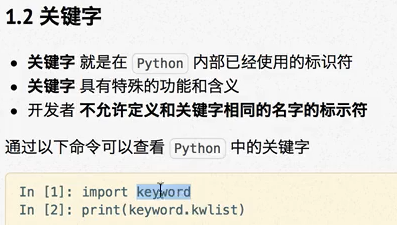 1.2 关键字
关键字 就是在 Python 内部已经使用的标识符
关键字 具有特殊的功能和含义
开发者 不允许定义和关键字相同的名字的标示符
通过以下命令可以查看 Python 中的关键字
In [1]: import keyword
In [2]: print(keyword.kwlist)